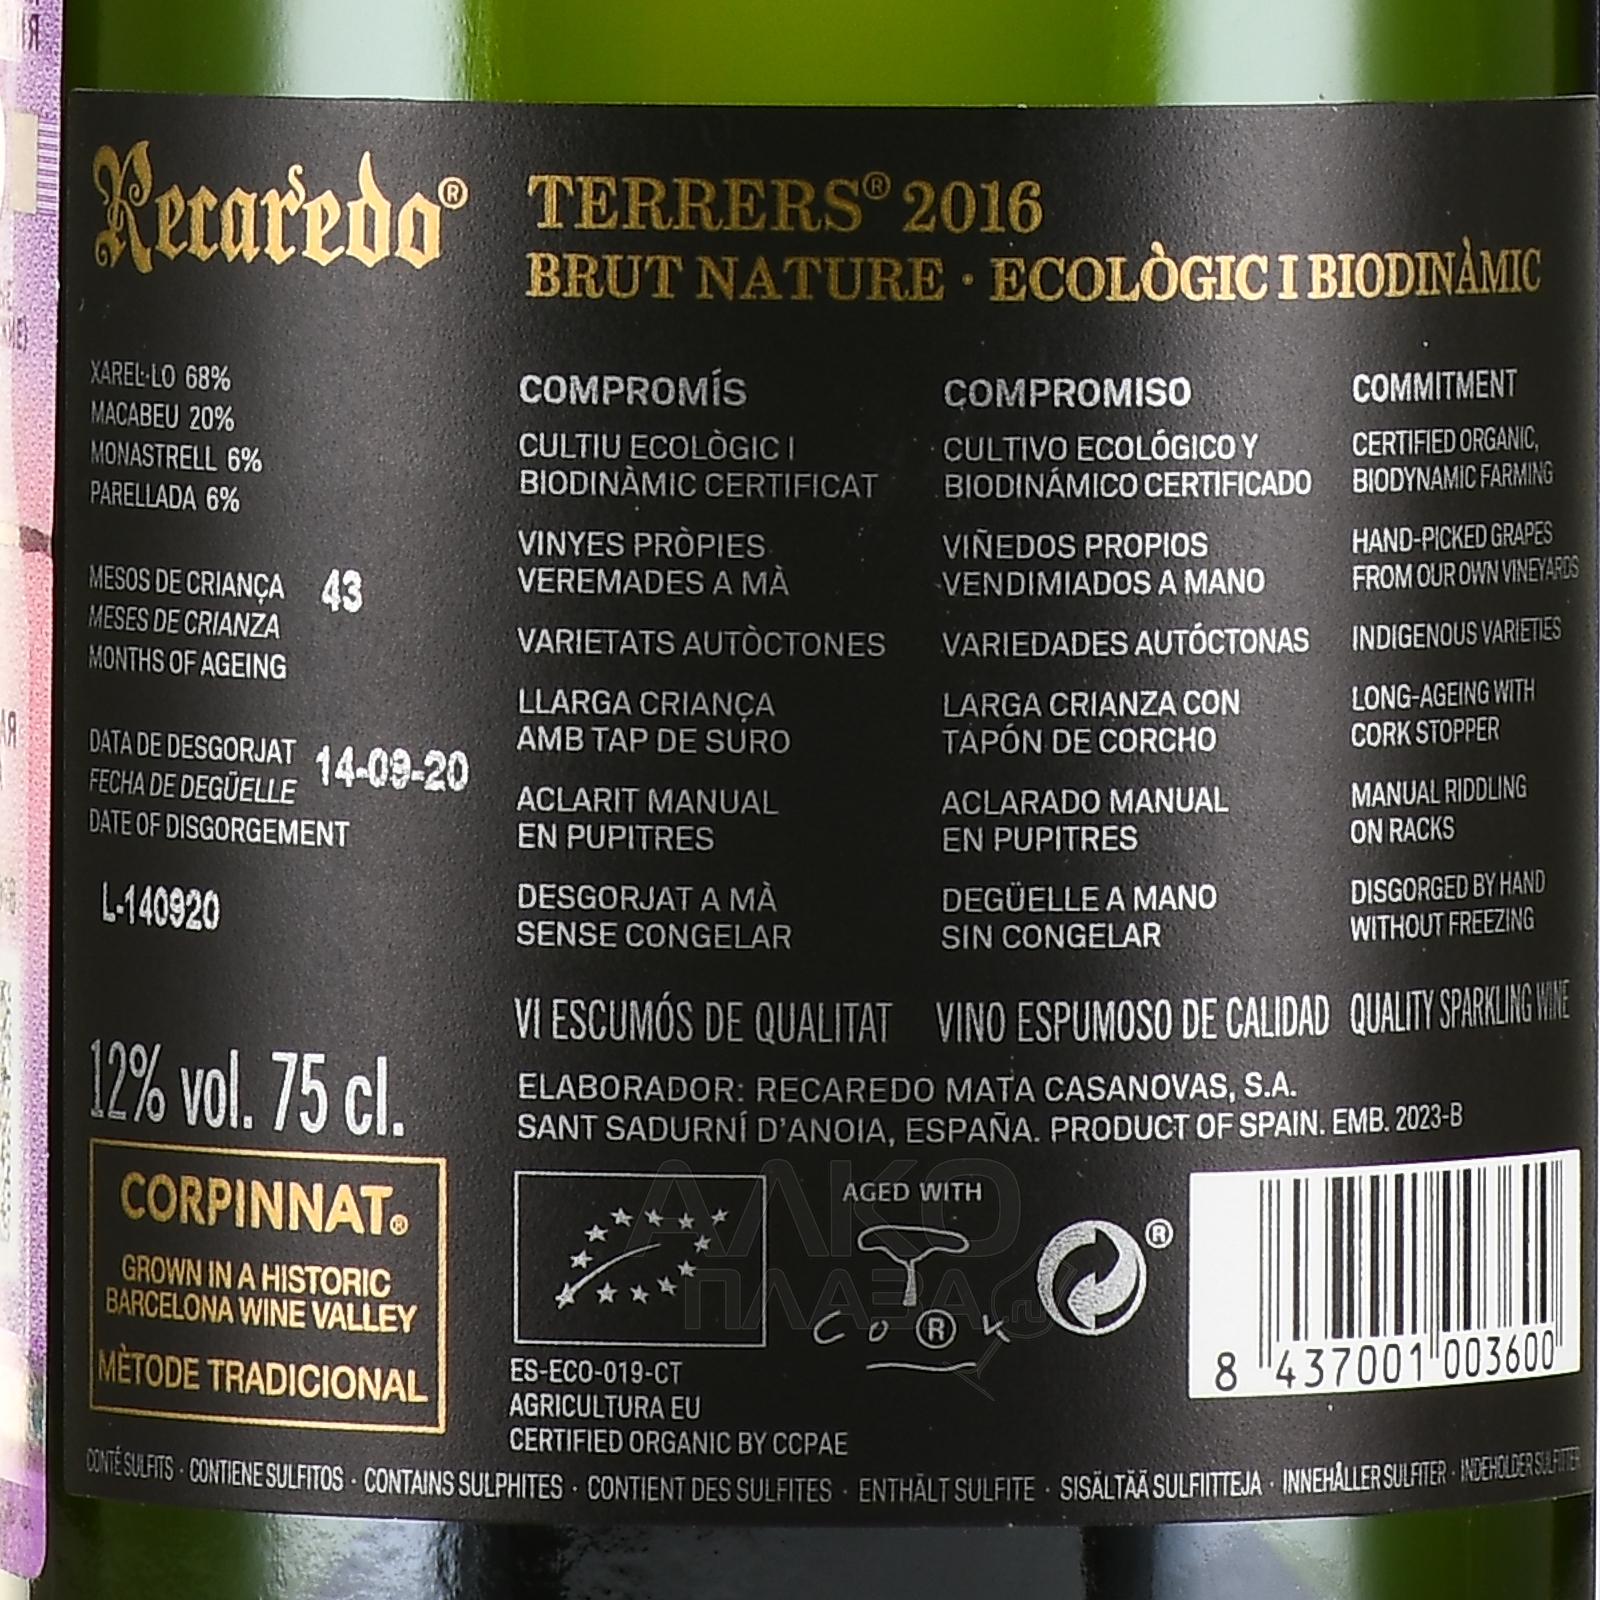 Recaredo®
TERRERS® 2016
BRUT NATURE · ECOLÒGIC I BIODINÀMIC
XAREL·LO 68%
MACABEU 20%
MONASTRELL 6%
PARELLADA 6%
MESOS DE CRIANÇA 43
MESES DE CRIANZA
MONTHS OF AGEING
DATA DE DESGORJAT 14-09-20
FECHA DE DEGÜELLE
DATE OF DISGORGEMENT
L-140920
COMPROMÍS
CULTIU ECOLÒGIC I
BIODINÀMIC CERTIFICAT
VINYES PRÒPIES
VEREMADES A MÀ
VARIETATS AUTÒCTONES
LLARGA CRIANÇA
AMB TAP DE SURO
ACLARIT MANUAL
EN PUPITRES
DESGORJAT A MÀ
SENSE CONGELAR
VI ESCUMÓS DE QUALITAT
COMPROMISO
CULTIVO ECOLÓGICO Y
BIODINÁMICO CERTIFICADO
VIÑEDOS PROPIOS
VENDIMIADOS A MANO
VARIEDADES AUTÓCTONAS
LARGA CRIANZA CON
TAPÓN DE CORCHO
ACLARADO MANUAL
EN PUPITRES
DEGÜELLE A MANO
SIN CONGELAR
VINO ESPUMOSO DE CALIDAD
COMMITMENT
CERTIFIED ORGANIC,
BIODYNAMIC FARMING
HAND-PICKED GRAPES
FROM OUR OWN VINEYARDS
INDIGENOUS VARIETIES
LONG-AGEING WITH
CORK STOPPER
MANUAL RIDDLING
ON RACKS
DISGORGED BY HAND
WITHOUT FREEZING
QUALITY SPARKLING WINE
12% vol. 75 cl.
ELABORADOR: RECAREDO MATA CASANOVAS, S.A.
SANT SADURNÍ D'ANOIA, ESPAÑA. PRODUCT OF SPAIN. EMB. 2023-B
CORPINNAT®
GROWN IN A HISTORIC
BARCELONA WINE VALLEY
MÈTODE TRADICIONAL
ES-ECO-019-CT
AGRICULTURA EU
CERTIFIED ORGANIC BY CCPAE
AGED WITH
CO®K
®
8 437001 003600
АЛКО
ПЛАЗА.ru
CONTÉ SULFITS · CONTIENE SULFITOS · CONTAINS SULPHITES · CONTIENT DES SULFITES · ENTHÄLT SULFITE · SISÄLTÄÄ SULFIITTEJA · INNEHÅLLER SULFITER · INDEHOLDER SULFITTER